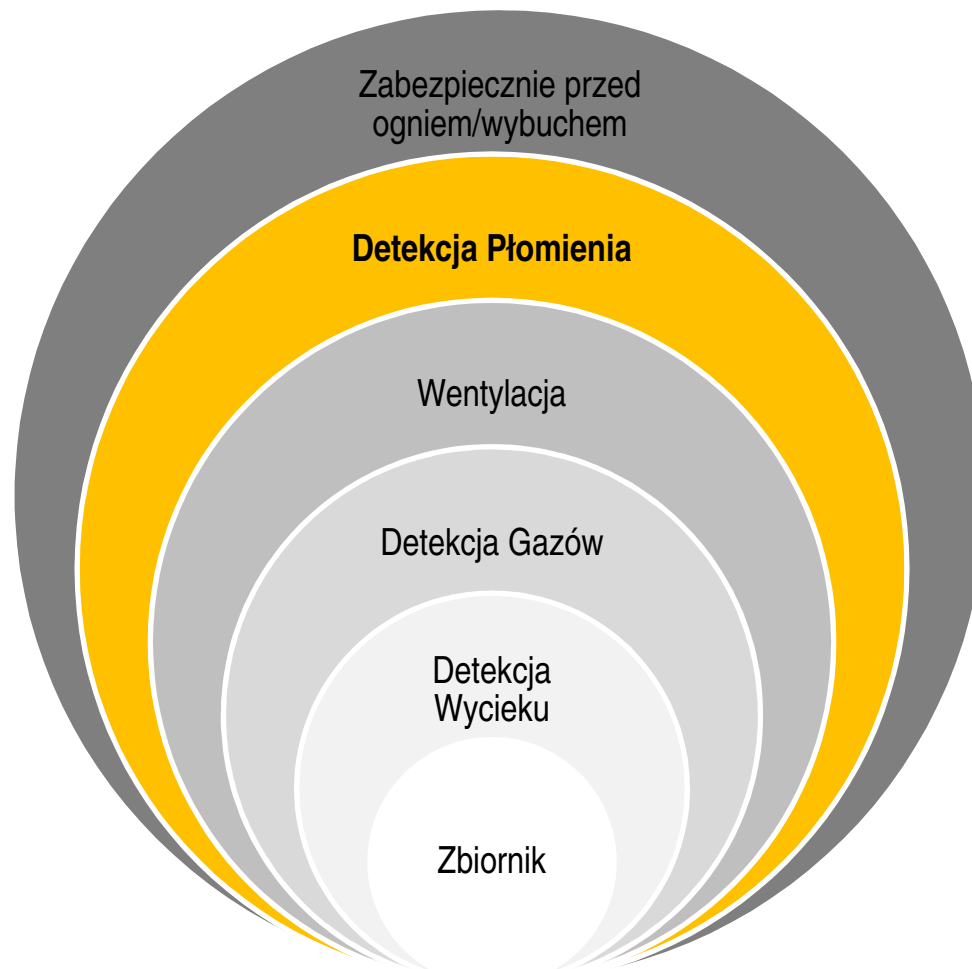 Zabezpiecznie przed
ogniem/wybuchem
Detekcja Płomienia
Wentylacja
Detekcja Gazów
Detekcja
Wycieku
Zbiornik